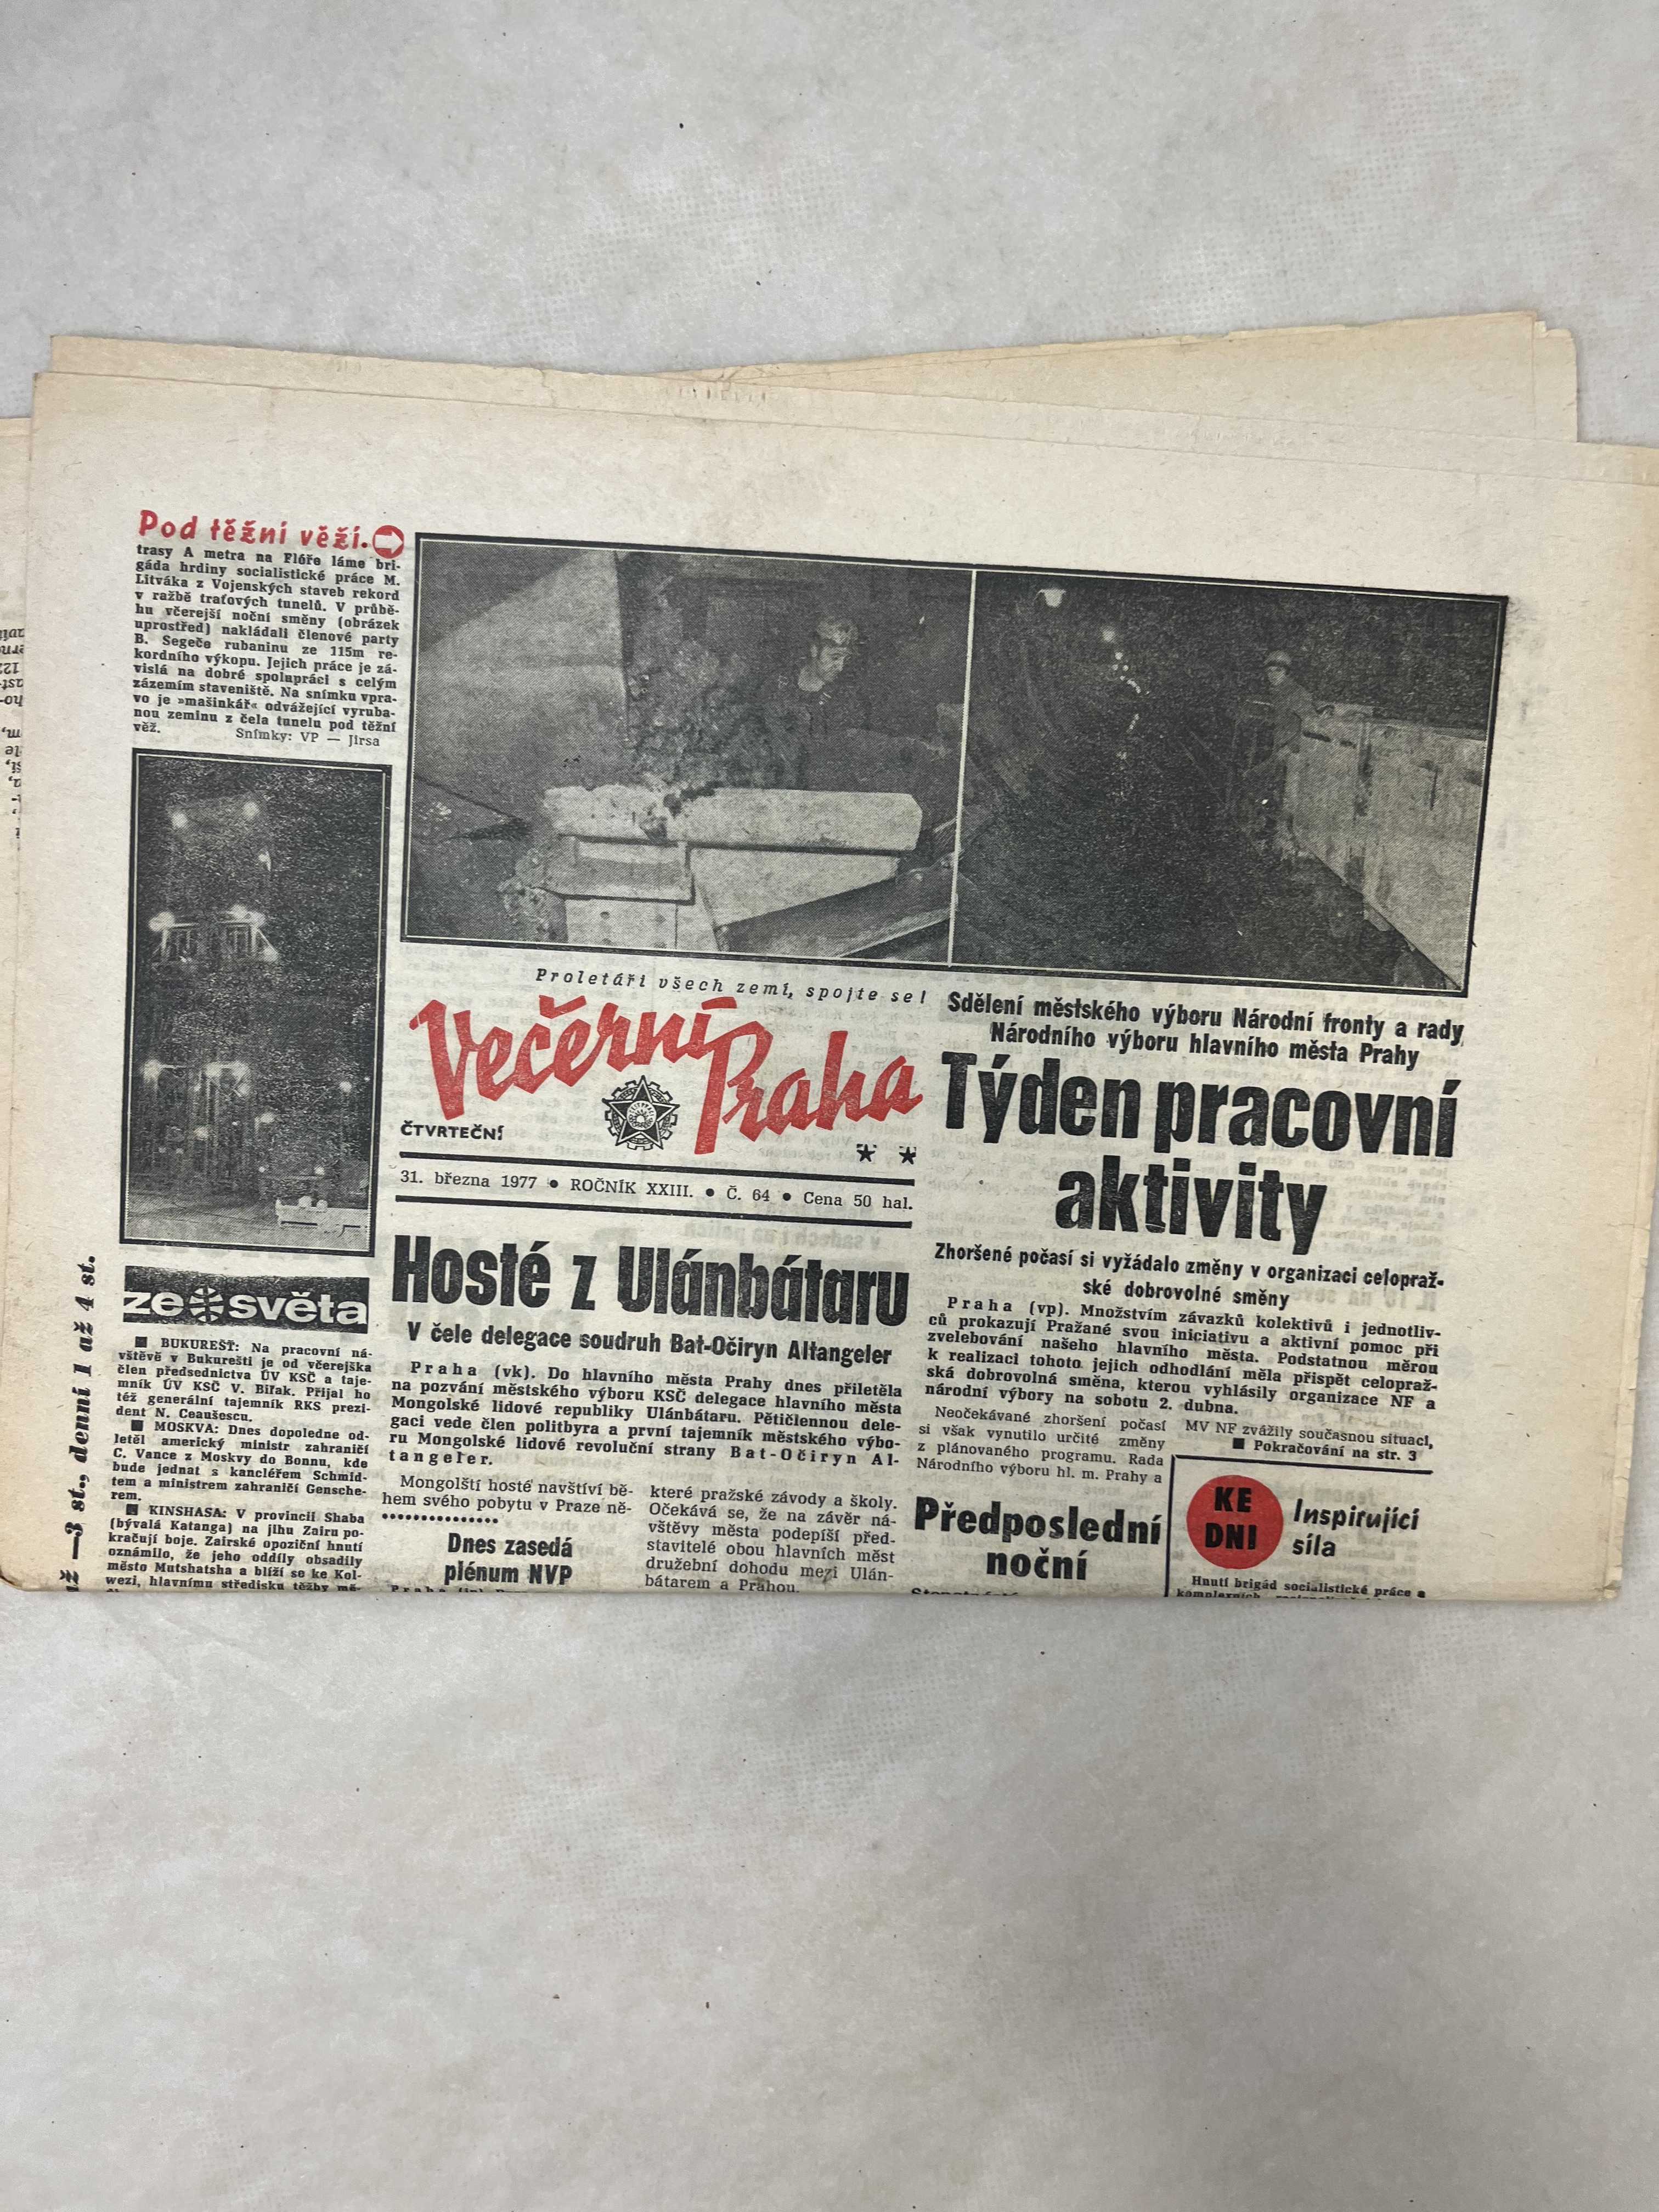 Pod těžní věží.
trasy A metra na Flóře láme bri-
gáda hrdiny socialistické práce M.
Litváka z Vojenských staveb rekord
v ražbě traťových tunelů. V průbě-
hu včerejší noční směny (obrázek
uprostřed) nakládali členové party
B. Segeče rubaninu ze 115m re-
kordního výkopu. Jejich práce je zá-
vislá na dobré spolupráci s celým
zázemím staveniště. Na snímku vpra-
vo je »mašinkář« odvážející vyruba-
nou zeminu z čela tunelu pod těžní
věž.
Snímky: VP — Jirsa
Proletáři všech zemí, spojte se!
Večerní
Praha
ČTVRTEČNÍ
★ ★
31. března 1977 ● ROČNÍK XXIII. ● Č. 64 ● Cena 50 hal.
ze světa
■ BUKUREŠŤ: Na pracovní ná-
vštěvě v Bukurešti je od včerejška
člen předsednictva ÚV KSČ a taje-
mník ÚV KSČ V. Biľak. Přijal ho
též generální tajemník RKS prezi-
dent N. Ceaušescu.
■ MOSKVA: Dnes dopoledne od-
letěl americký ministr zahraničí
C. Vance z Moskvy do Bonnu, kde
bude jednat s kancléřem Schmid-
tem a ministrem zahraničí Gensche-
rem.
■ KINSHASA: V provincii Shaba
(bývalá Katanga) na jihu Zairu po-
kračují boje. Zairské opoziční hnutí
oznámilo, že jeho oddíly obsadily
město Mutshatsha a blíží se ke Kol-
wezi, hlavnímu středisku těžby mě-
Hosté z Ulánbátaru
V čele delegace soudruh Bat-Očiryn Altangeler
Praha (vk). Do hlavního města Prahy dnes přiletěla
na pozvání městského výboru KSČ delegace hlavního města
Mongolské lidové republiky Ulánbátaru. Pětičlennou dele-
gaci vede člen politbyra a první tajemník městského výbo-
ru Mongolské lidové revoluční strany Bat-Očiryn Al-
tangeler.
Mongolští hosté navštíví bě-
hem svého pobytu v Praze ně-
které pražské závody a školy.
Očekává se, že na závěr ná-
vštěvy města podepíší před-
stavitelé obou hlavních měst
družební dohodu mezi Ulán-
bátarem a Prahou.
Dnes zasedá
plénum NVP
Sdělení městského výboru Národní fronty a rady
Národního výboru hlavního města Prahy
Týden pracovní
aktivity
Zhoršené počasí si vyžádalo změny v organizaci celopraž-
ské dobrovolné směny
Praha (vp). Množstvím závazků kolektivů i jednotliv-
ců prokazují Pražané svou iniciativu a aktivní pomoc při
zvelebování našeho hlavního města. Podstatnou měrou
k realizaci tohoto jejich odhodlání měla přispět celopraž-
ská dobrovolná směna, kterou vyhlásily organizace NF a
národní výbory na sobotu 2. dubna.
Neočekávané zhoršení počasí
si však vynutilo určité změny
z plánovaného programu. Rada
Národního výboru hl. m. Prahy a
MV NF zvážily současnou situaci,
■ Pokračování na str. 3
Předposlední
noční
KE
DNI
Inspirující
síla
Hnutí brigád socialistické práce a
3 st., denní 1 až 4 st.